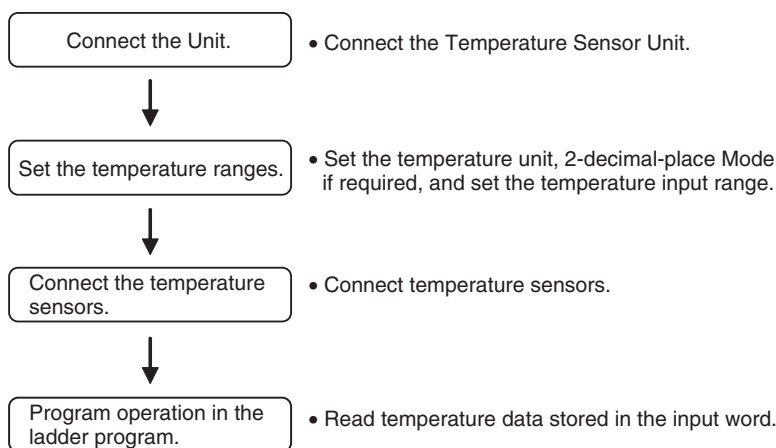 Connect the Unit.
• Connect the Temperature Sensor Unit.
Set the temperature ranges.
• Set the temperature unit, 2-decimal-place Mode
if required, and set the temperature input range.
Connect the temperature
sensors.
• Connect temperature sensors.
Program operation in the
ladder program.
• Read temperature data stored in the input word.